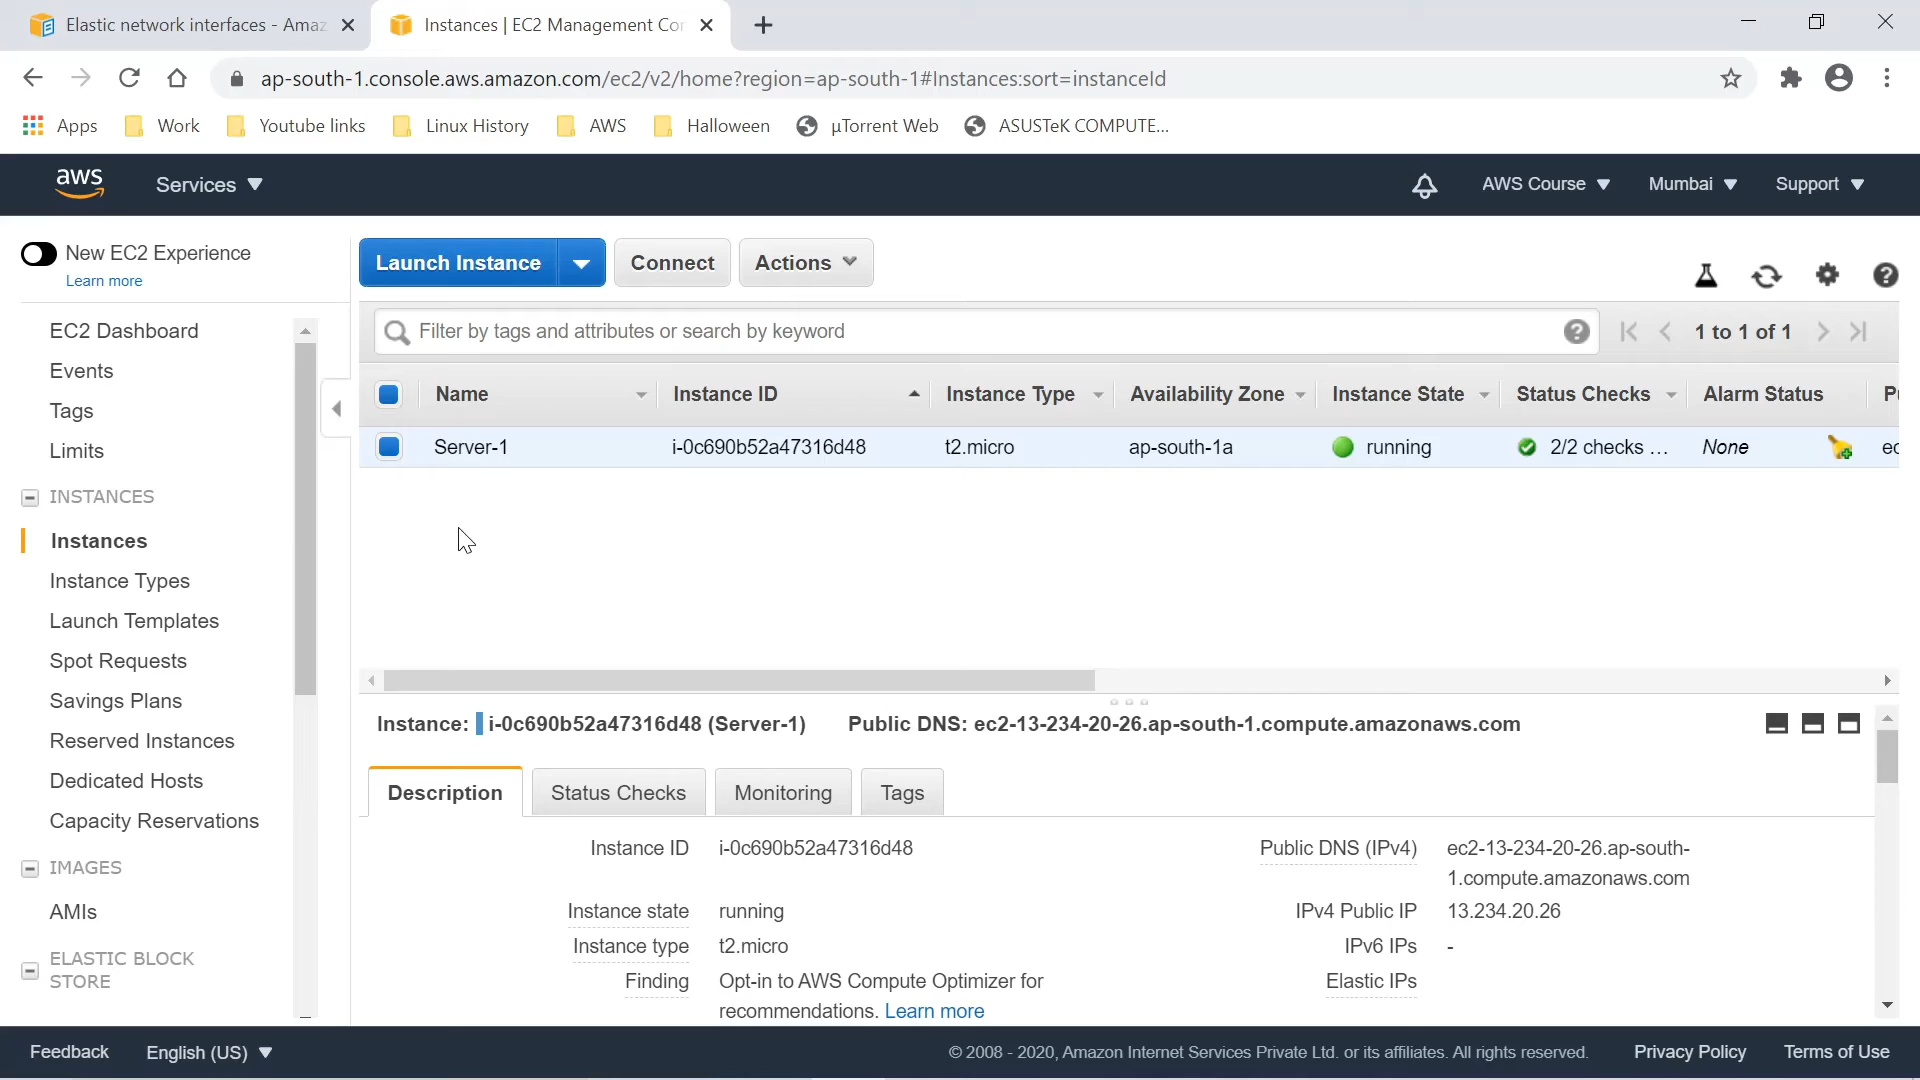 Elastic network interfaces - Amaz
Instances | EC2 Management Cor
ap-south-1.console.aws.amazon.com/ec2/v2/home?region=ap-south-1#Instances:sort=instanceId
Apps Work Youtube links Linux History AWS Halloween µTorrent Web ASUSTeK COMPUTE...
aws Services AWS Course Mumbai Support
New EC2 Experience
Learn more
EC2 Dashboard
Events
Tags
Limits
INSTANCES
Instances
Instance Types
Launch Templates
Spot Requests
Savings Plans
Reserved Instances
Dedicated Hosts
Capacity Reservations
IMAGES
AMIs
ELASTIC BLOCK
STORE
Launch Instance Connect Actions
Filter by tags and attributes or search by keyword 1 to 1 of 1
Name Instance ID Instance Type Availability Zone Instance State Status Checks Alarm Status
Server-1 i-0c690b52a47316d48 t2.micro ap-south-1a running 2/2 checks ... None ec
Instance: i-0c690b52a47316d48 (Server-1) Public DNS: ec2-13-234-20-26.ap-south-1.compute.amazonaws.com
Description Status Checks Monitoring Tags
Instance ID i-0c690b52a47316d48 Public DNS (IPv4) ec2-13-234-20-26.ap-south-
1.compute.amazonaws.com
Instance state running IPv4 Public IP 13.234.20.26
Instance type t2.micro IPv6 IPs -
Finding Opt-in to AWS Compute Optimizer for Elastic IPs
recommendations. Learn more
Feedback English (US) © 2008 - 2020, Amazon Internet Services Private Ltd. or its affiliates. All rights reserved. Privacy Policy Terms of Use